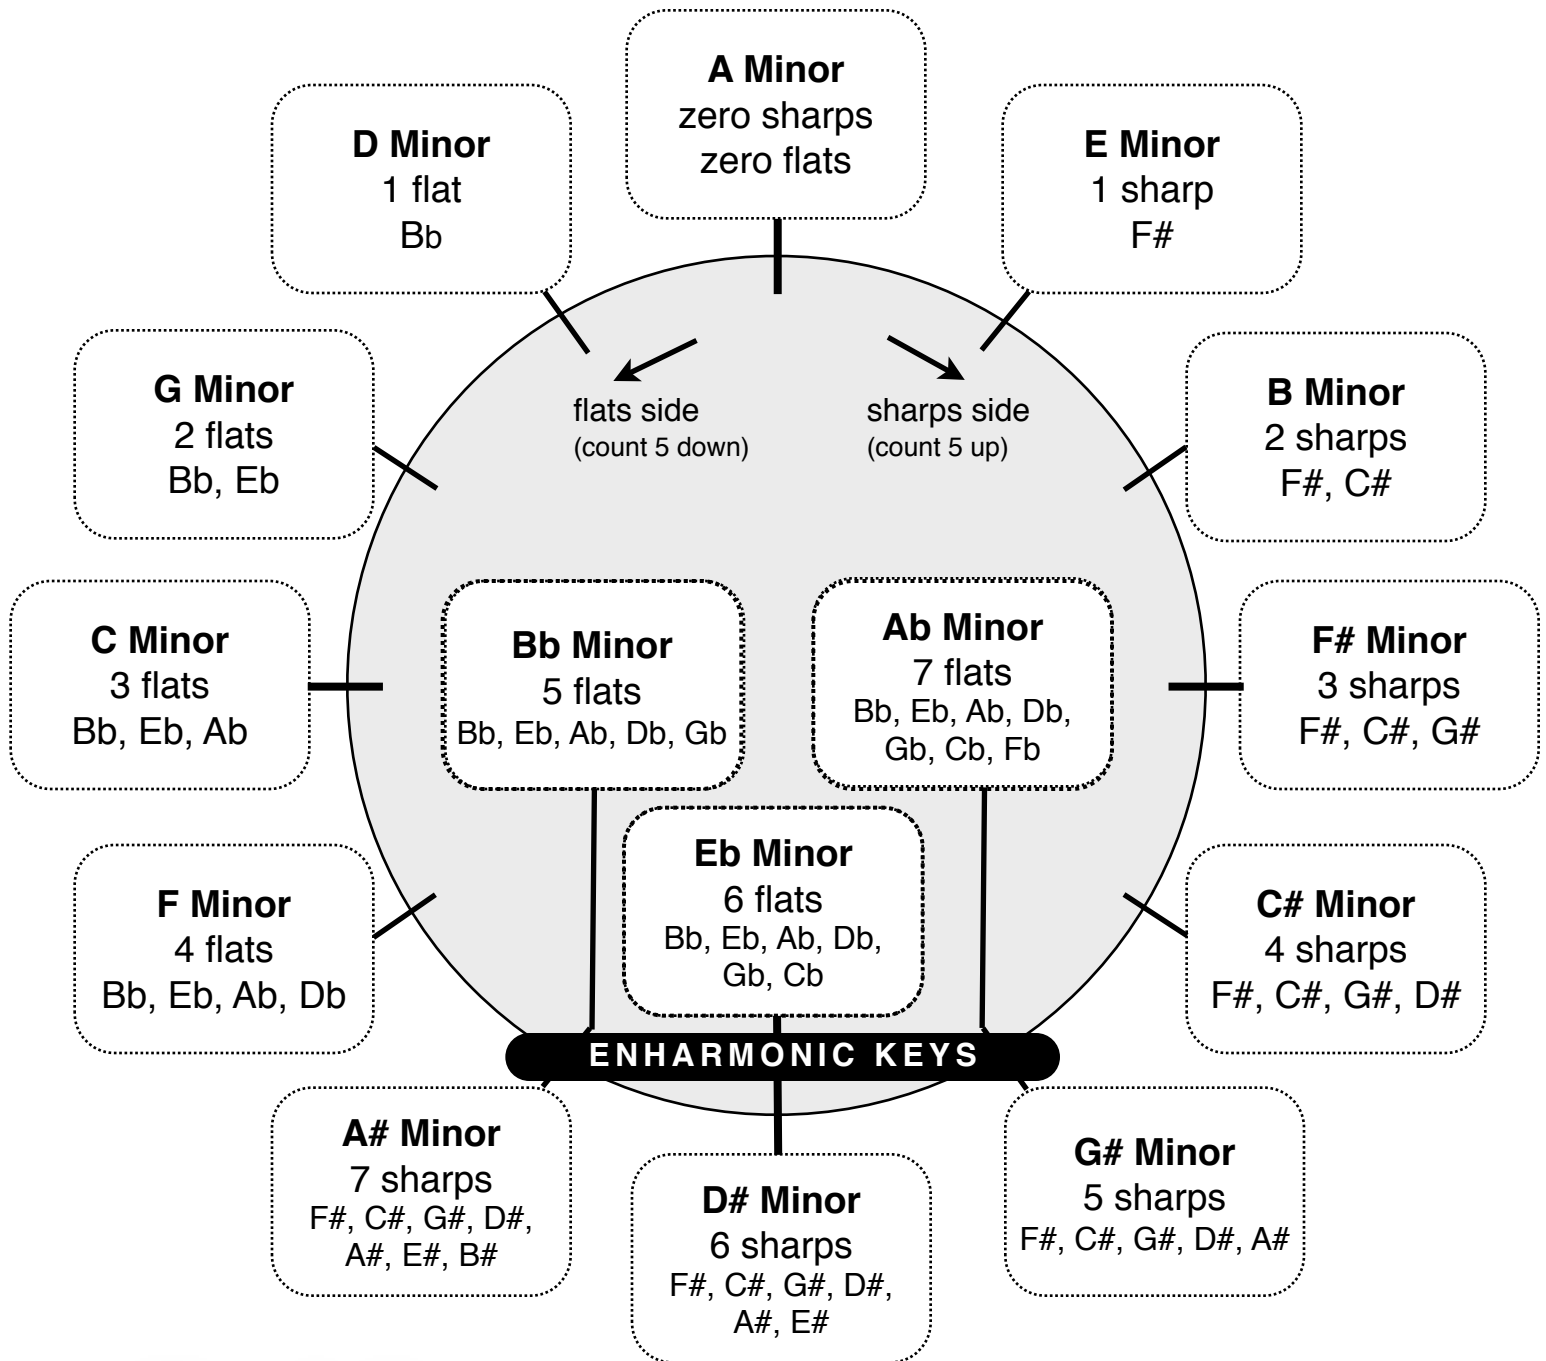 A Minor
zero sharps
zero flats
D Minor
1 flat
Bb
E Minor
1 sharp
F#
G Minor
2 flats
Bb, Eb
flats side
(count 5 down)
sharps side
(count 5 up)
B Minor
2 sharps
F#, C#
C Minor
3 flats
Bb, Eb, Ab
Bb Minor
5 flats
Bb, Eb, Ab, Db, Gb
Ab Minor
7 flats
Bb, Eb, Ab, Db,
Gb, Cb, Fb
F# Minor
3 sharps
F#, C#, G#
F Minor
4 flats
Bb, Eb, Ab, Db
Eb Minor
6 flats
Bb, Eb, Ab, Db,
Gb, Cb
C# Minor
4 sharps
F#, C#, G#, D#
ENHARMONIC KEYS
A# Minor
7 sharps
F#, C#, G#, D#,
A#, E#, B#
D# Minor
6 sharps
F#, C#, G#, D#,
A#, E#
G# Minor
5 sharps
F#, C#, G#, D#, A#